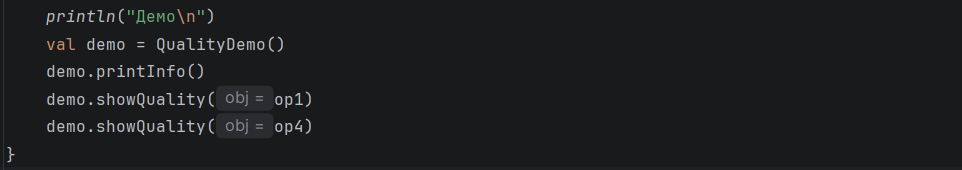 println("Демо\n")
val demo = QualityDemo()
demo.printInfo()
demo.showQuality( obj = op1)
demo.showQuality( obj = op4)
}